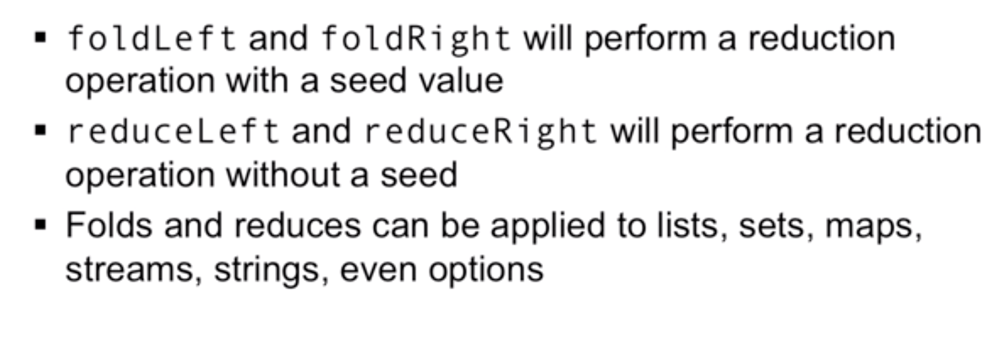 ▪ foldLeft and foldRight will perform a reduction
operation with a seed value
▪ reduceLeft and reduceRight will perform a reduction
operation without a seed
▪ Folds and reduces can be applied to lists, sets, maps,
streams, strings, even options